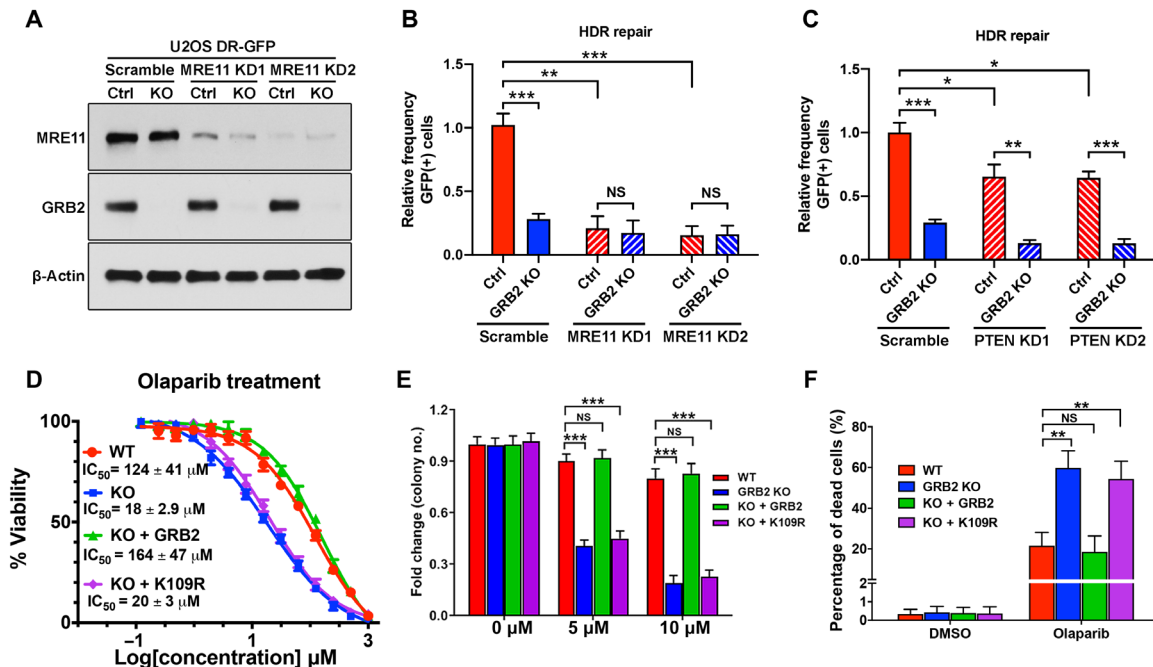 A
U2OS DR-GFP
Scramble MRE11 KD1 MRE11 KD2
Ctrl KO Ctrl KO Ctrl KO
MRE11
GRB2
β-Actin
B
HDR repair
Relative frequency
GFP(+) cells
1.5
1.0
0.5
0.0
***
**
***
NS
NS
Ctrl
GRB2 KO
Ctrl
GRB2 KO
Ctrl
GRB2 KO
Scramble MRE11 KD1 MRE11 KD2
C
HDR repair
Relative frequency
GFP(+) cells
1.5
1.0
0.5
0.0
*
*
***
**
***
Ctrl
GRB2 KO
Ctrl
GRB2 KO
Ctrl
GRB2 KO
Scramble PTEN KD1 PTEN KD2
D
Olaparib treatment
% Viability
100
50
0
WT
IC50= 124 ± 41 μM
KO
IC50= 18 ± 2.9 μM
KO + GRB2
IC50= 164 ± 47 μM
KO + K109R
IC50= 20 ± 3 μM
−1 1 3
Log[concentration] μM
E
Fold change (colony no.)
1.2
0.9
0.6
0.3
0.0
***
NS
***
***
NS
***
WT
GRB2 KO
KO + GRB2
KO + K109R
0 μM 5 μM 10 μM
F
Percentage of dead cells (%)
100
80
60
40
20
2
1
0
**
NS
**
WT
GRB2 KO
KO + GRB2
KO + K109R
DMSO Olaparib